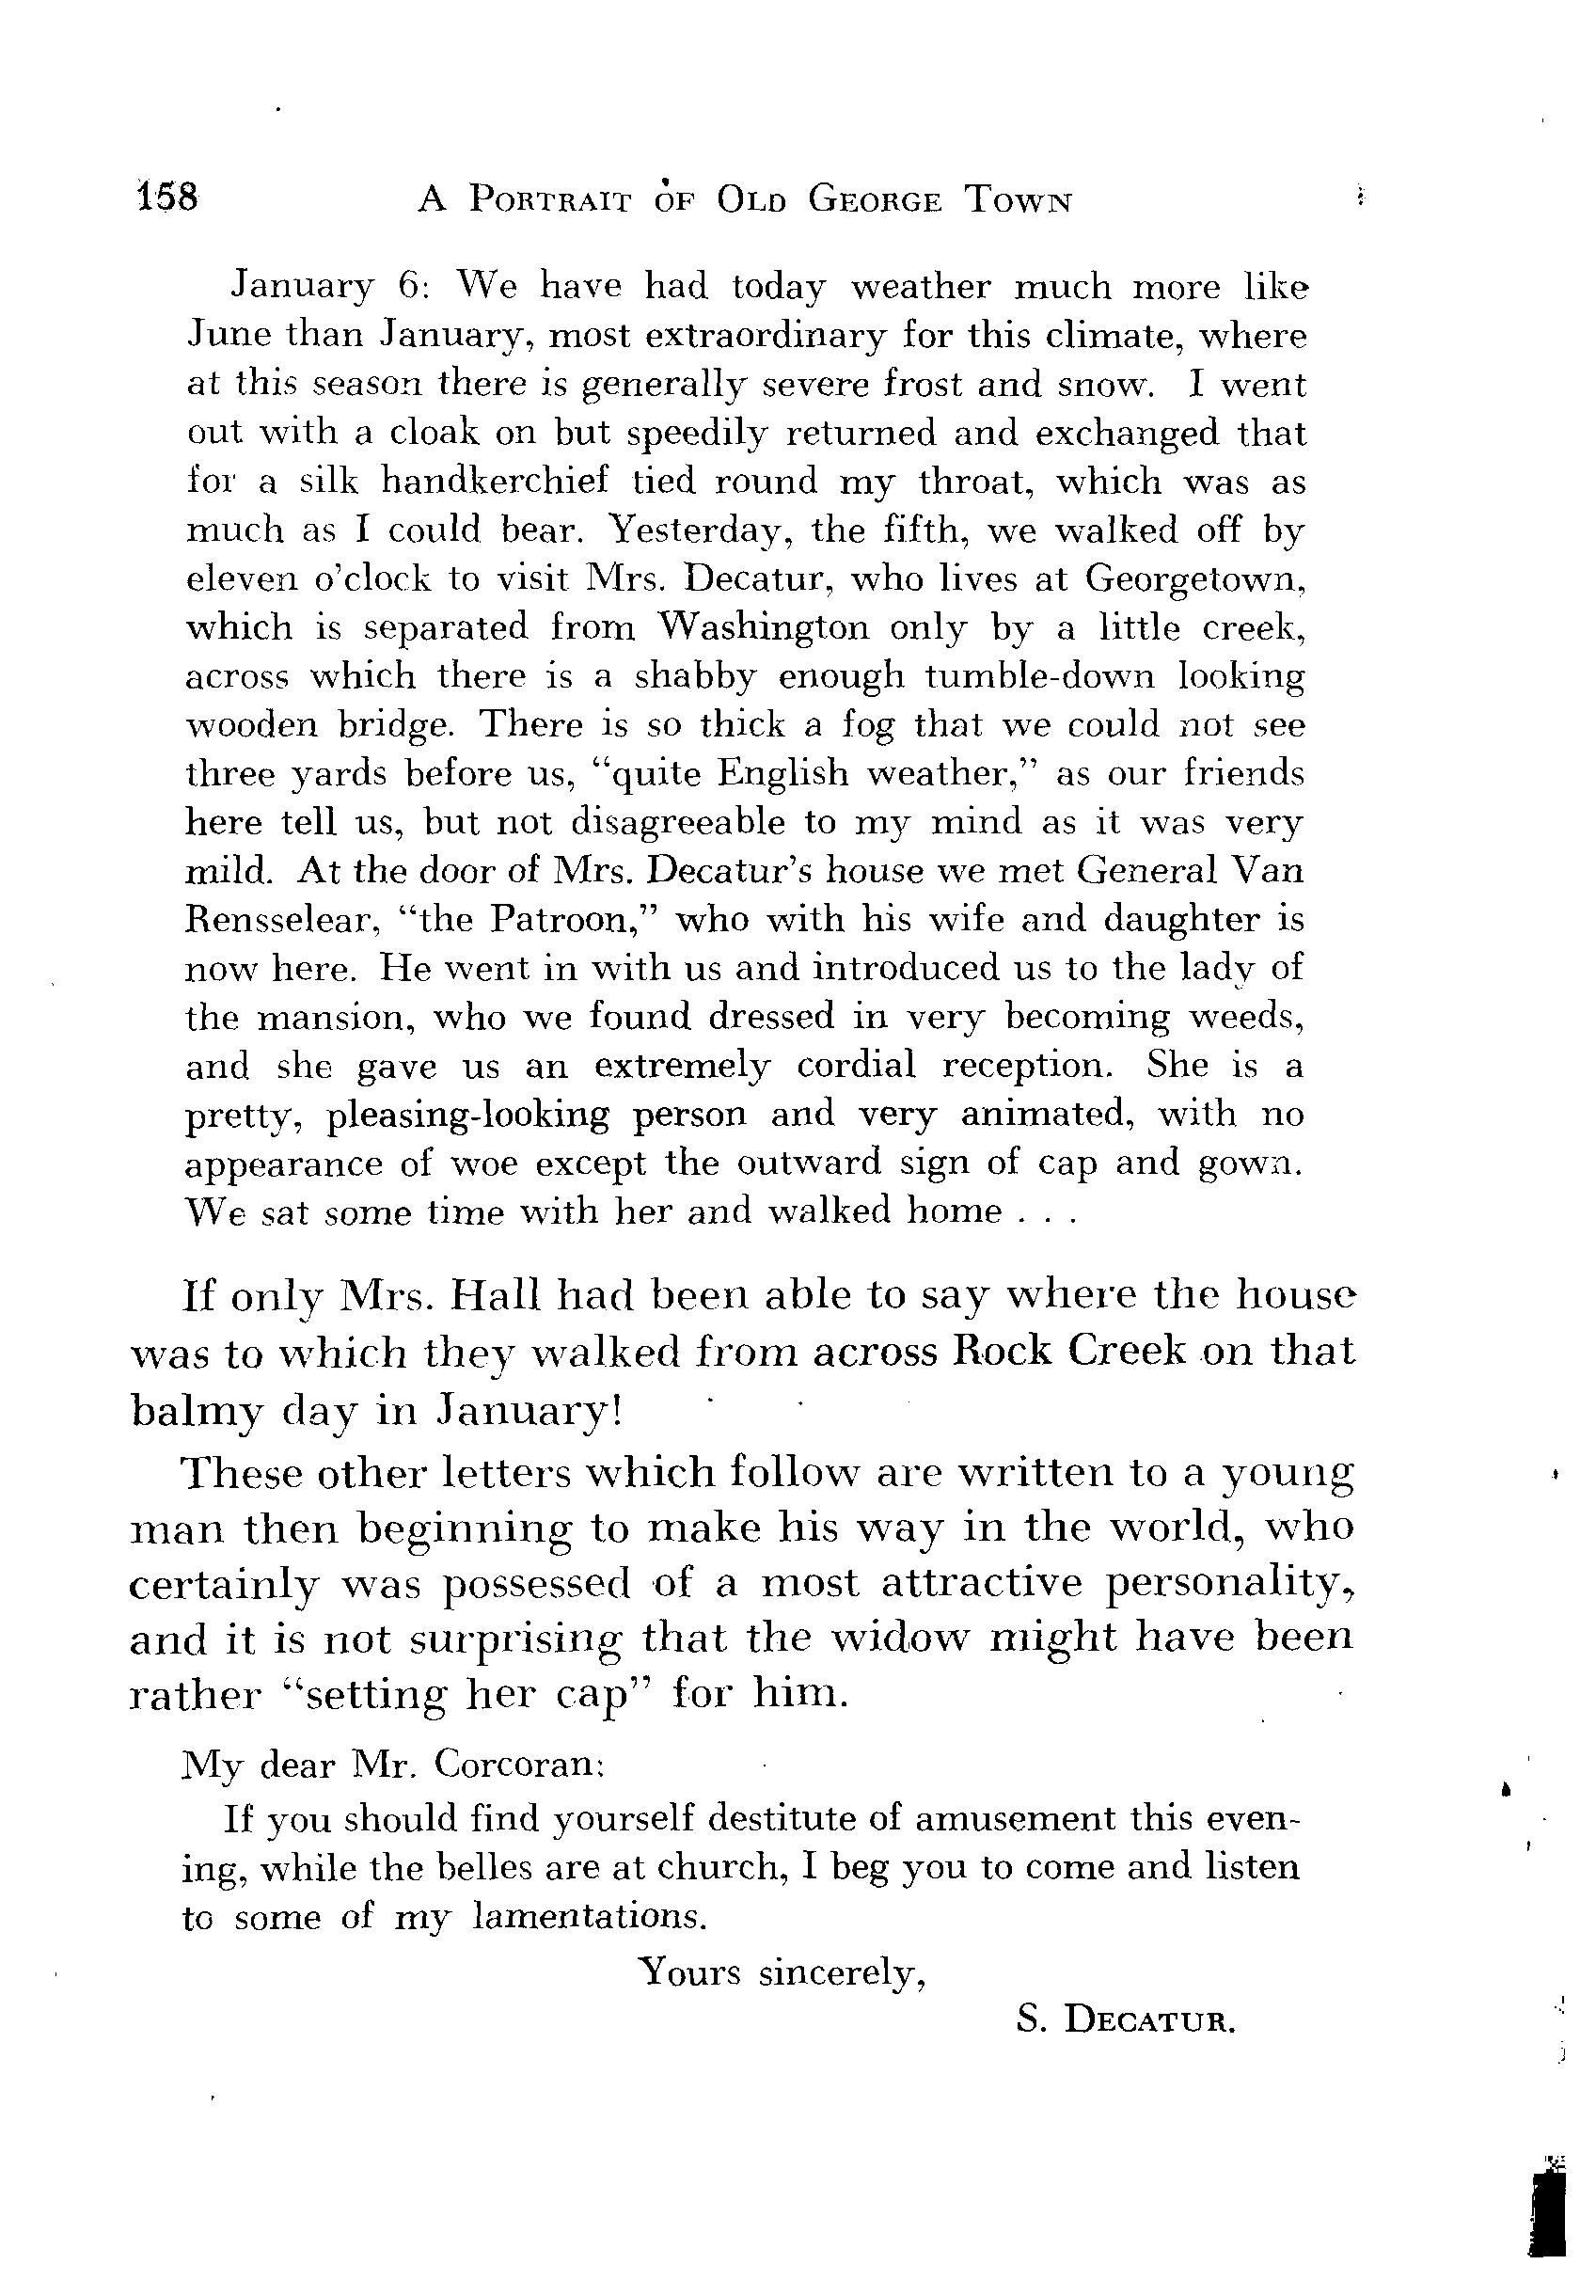 158 A Portrait of Old George Town
January 6: We have had today weather much more like
June than January, most extraordinary for this climate, where
at this season there is generally severe frost and snow. I went
out with a cloak on but speedily returned and exchanged that
for a silk handkerchief tied round my throat, which was as
much as I could bear. Yesterday, the fifth, we walked off by
eleven o'clock to visit Mrs. Decatur, who lives at Georgetown,
which is separated from Washington only by a little creek,
across which there is a shabby enough tumble-down looking
wooden bridge. There is so thick a fog that we could not see
three yards before us, "quite English weather," as our friends
here tell us, but not disagreeable to my mind as it was very
mild. At the door of Mrs. Decatur's house we met General Van
Rensselear, "the Patroon," who with his wife and daughter is
now here. He went in with us and introduced us to the lady of
the mansion, who we found dressed in very becoming weeds,
and she gave us an extremely cordial reception. She is a
pretty, pleasing-looking person and very animated, with no
appearance of woe except the outward sign of cap and gown.
We sat some time with her and walked home . . .
If only Mrs. Hall had been able to say where the house
was to which they walked from across Rock Creek on that
balmy day in January!
These other letters which follow are written to a young
man then beginning to make his way in the world, who
certainly was possessed of a most attractive personality,
and it is not surprising that the widow might have been
rather "setting her cap" for him.
My dear Mr. Corcoran:
If you should find yourself destitute of amusement this even-
ing, while the belles are at church, I beg you to come and listen
to some of my lamentations.
Yours sincerely,
S. Decatur.